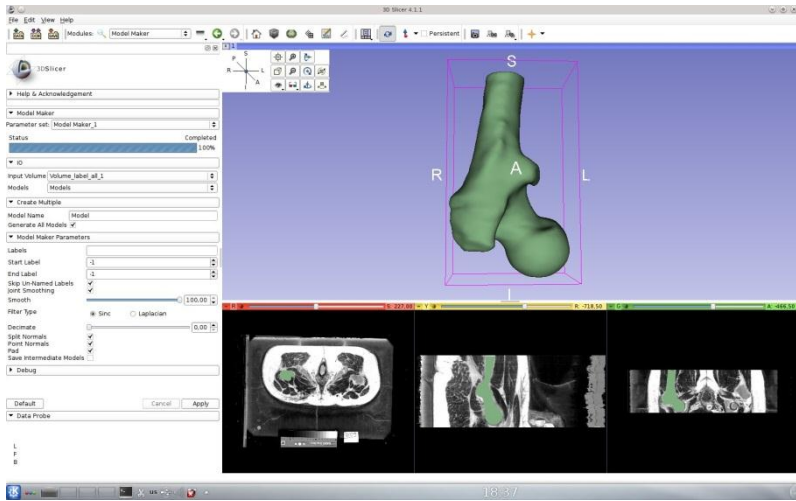 3D Slicer 4.1.1
File Edit View Help
Modules: Model Maker
Persistent
3DSlicer
Help & Acknowledgement
Model Maker
Parameter set: Model Maker_1
Status Completed
100%
IO
Input Volume Volume_label_all_1
Models Models
Create Multiple
Model Name Model
Generate All Models
Model Maker Parameters
Labels
Start Label -1
End Label -1
Skip Un-Named Labels
Joint Smoothing
Smooth 100,00
Filter Type Sinc Laplacian
Decimate 0,00
Split Normals
Point Normals
Pad
Save Intermediate Models
Debug
Default Cancel Apply
Data Probe
L
F
B
1
S
P
R L
A
I
S
R A L
I
R S: 227,00
Y R: -718.50
G A: -466.50
us
18:37